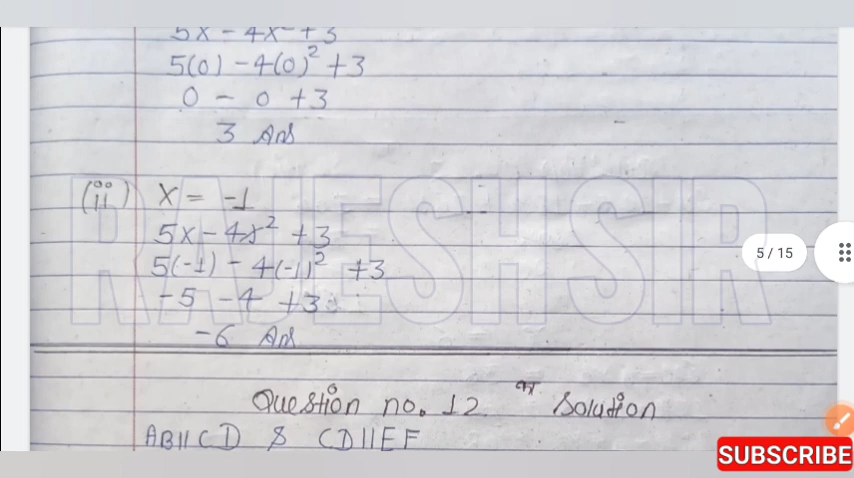 5x - 4x² + 3
5(0) - 4(0)² + 3
0 - 0 + 3
3 Ans
(ii) x = -1
5x - 4x² + 3
5(-1) - 4(-1)² + 3
-5 - 4 + 3
-6 Ans
RAJESH SIR
5 / 15
Question no. 12 का Solution
AB || CD & CD || EF
SUBSCRIBE